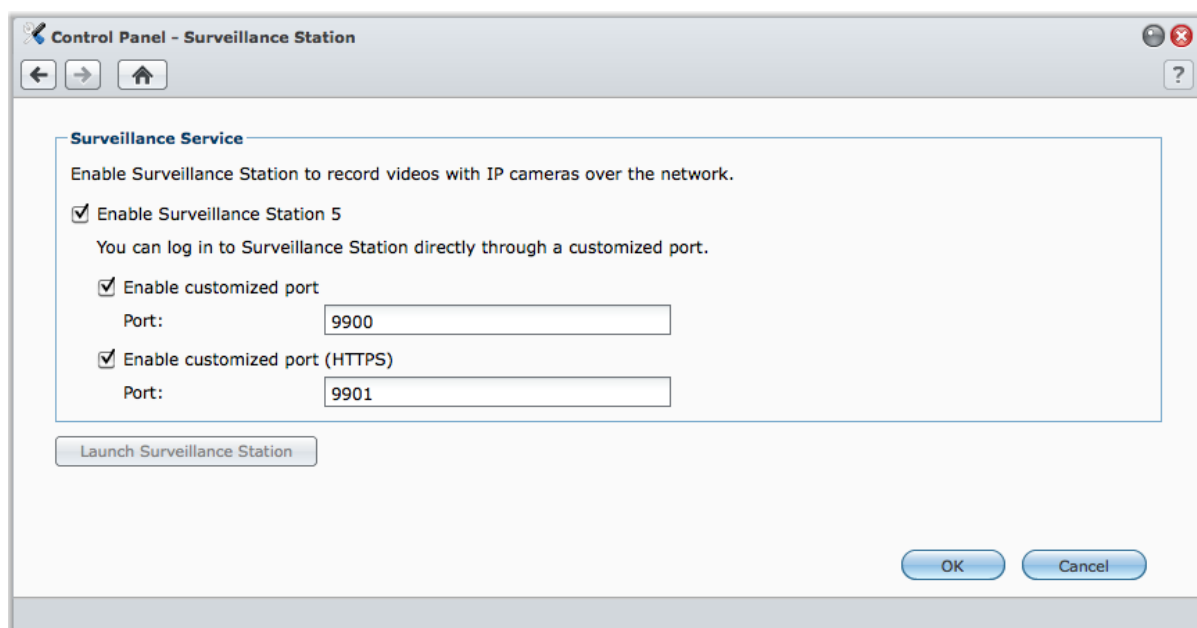 Control Panel - Surveillance Station
?
Surveillance Service
Enable Surveillance Station to record videos with IP cameras over the network.
Enable Surveillance Station 5
You can log in to Surveillance Station directly through a customized port.
Enable customized port
Port: 9900
Enable customized port (HTTPS)
Port: 9901
Launch Surveillance Station
OK Cancel